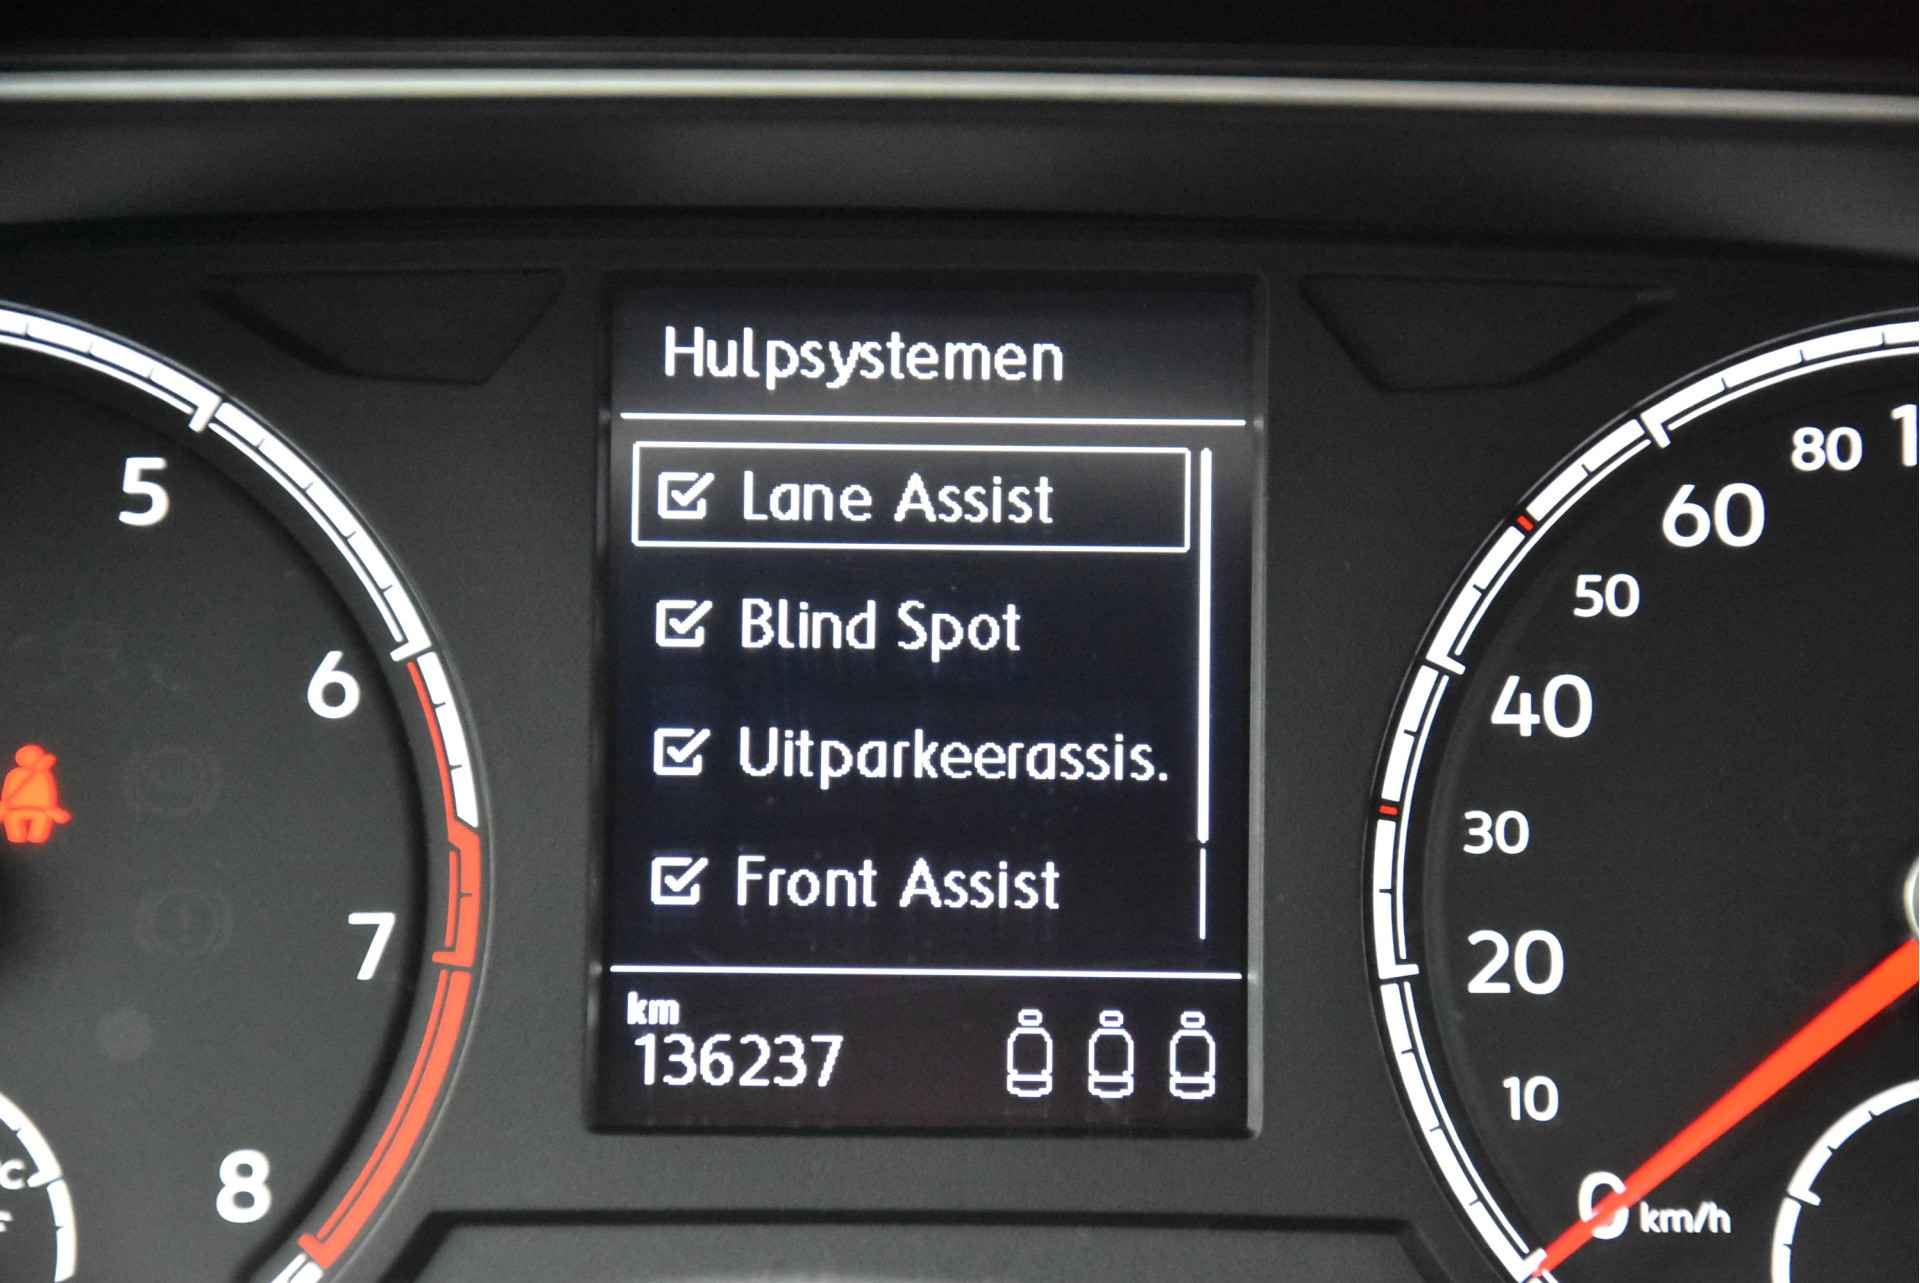 Hulpsystemen
Lane Assist
Blind Spot
Uitparkeerassis.
Front Assist
km
136237
5
6
7
8
80
60
50
40
30
20
10
0 km/h